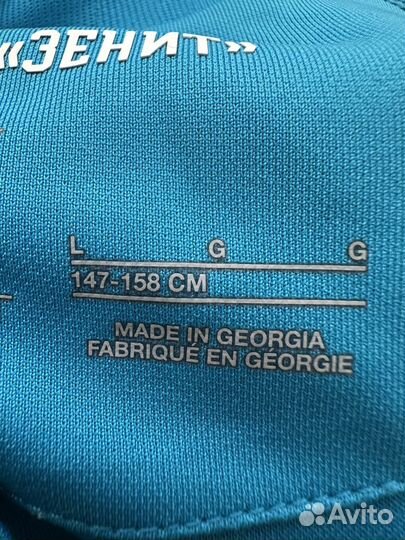 «ЗЕНИТ»
L G G
147-158 CM
MADE IN GEORGIA
FABRIQUÉ EN GÉORGIE
Avito